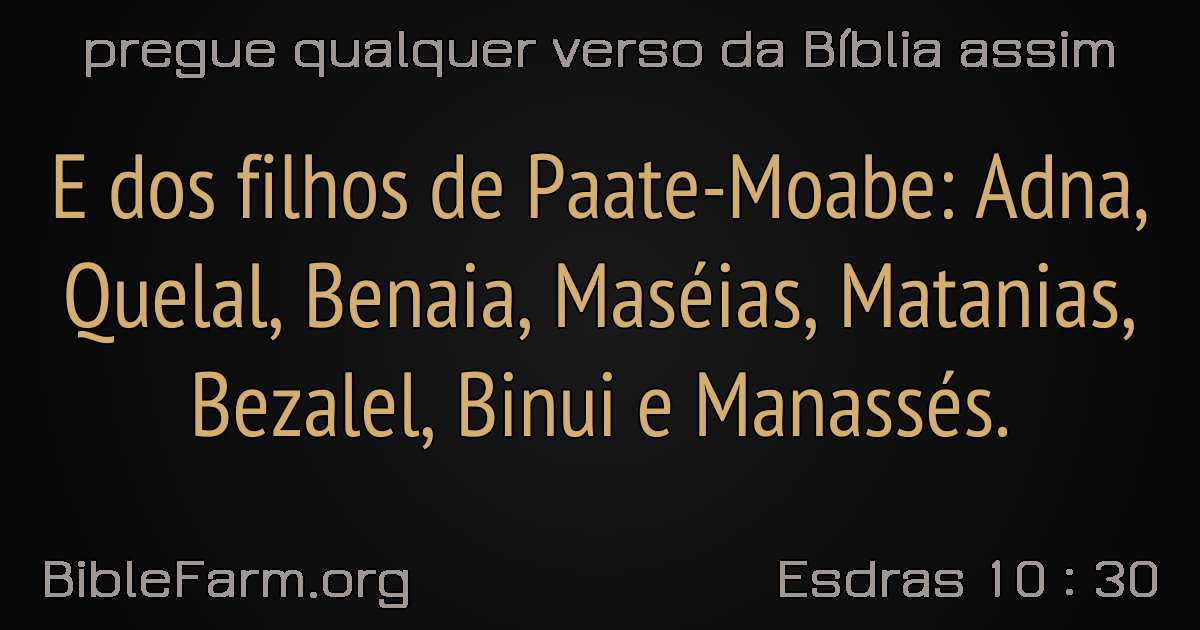 pregue qualquer verso da Bíblia assim
E dos filhos de Paate-Moabe: Adna,
Quelal, Benaia, Maséias, Matanias,
Bezalel, Binui e Manassés.
BibleFarm.org
Esdras 10 : 30